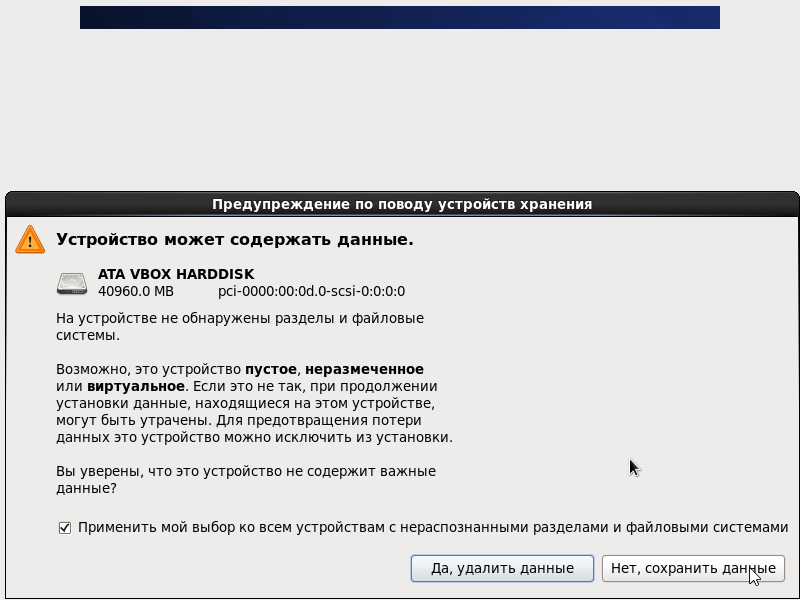 Предупреждение по поводу устройств хранения
Устройство может содержать данные.
ATA VBOX HARDDISK
40960.0 MB pci-0000:00:0d.0-scsi-0:0:0:0
На устройстве не обнаружены разделы и файловые
системы.
Возможно, это устройство пустое, неразмеченное
или виртуальное. Если это не так, при продолжении
установки данные, находящиеся на этом устройстве,
могут быть утрачены. Для предотвращения потери
данных это устройство можно исключить из установки.
Вы уверены, что это устройство не содержит важные
данные?
Применить мой выбор ко всем устройствам с нераспознанными разделами и файловыми системами
Да, удалить данные
Нет, сохранить данные